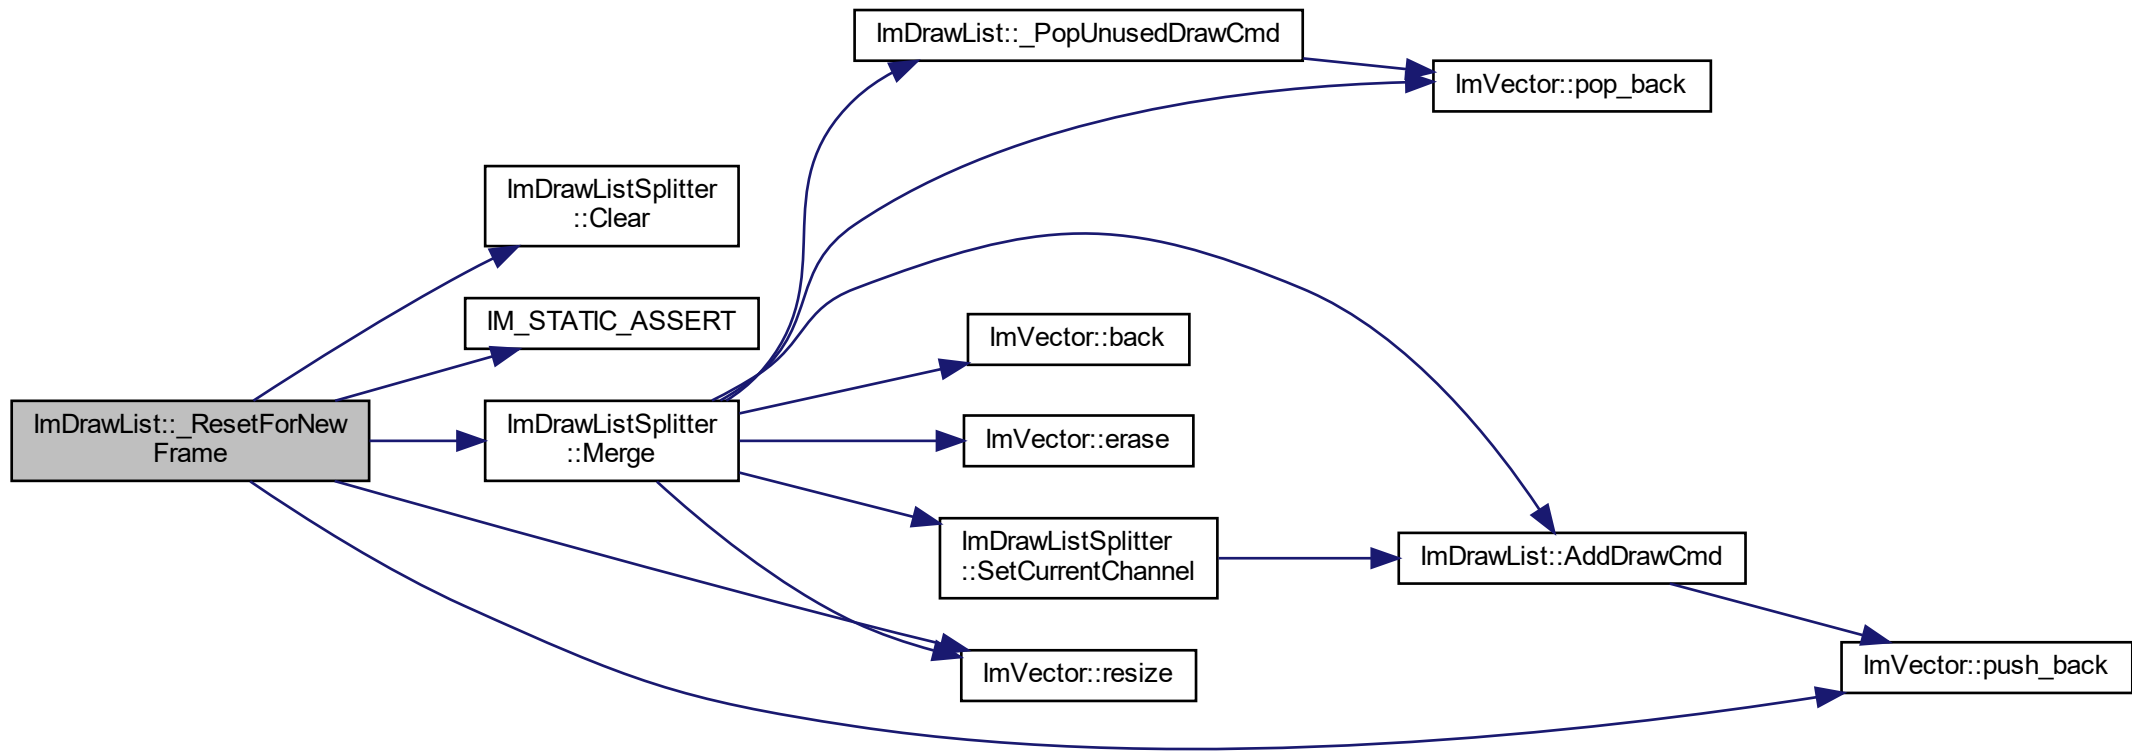 ImDrawList::_PopUnusedDrawCmd
ImVector::pop_back
ImDrawListSplitter
::Clear
IM_STATIC_ASSERT
ImVector::back
ImDrawList::_ResetForNew
Frame
ImDrawListSplitter
::Merge
ImVector::erase
ImDrawListSplitter
::SetCurrentChannel
ImDrawList::AddDrawCmd
ImVector::resize
ImVector::push_back